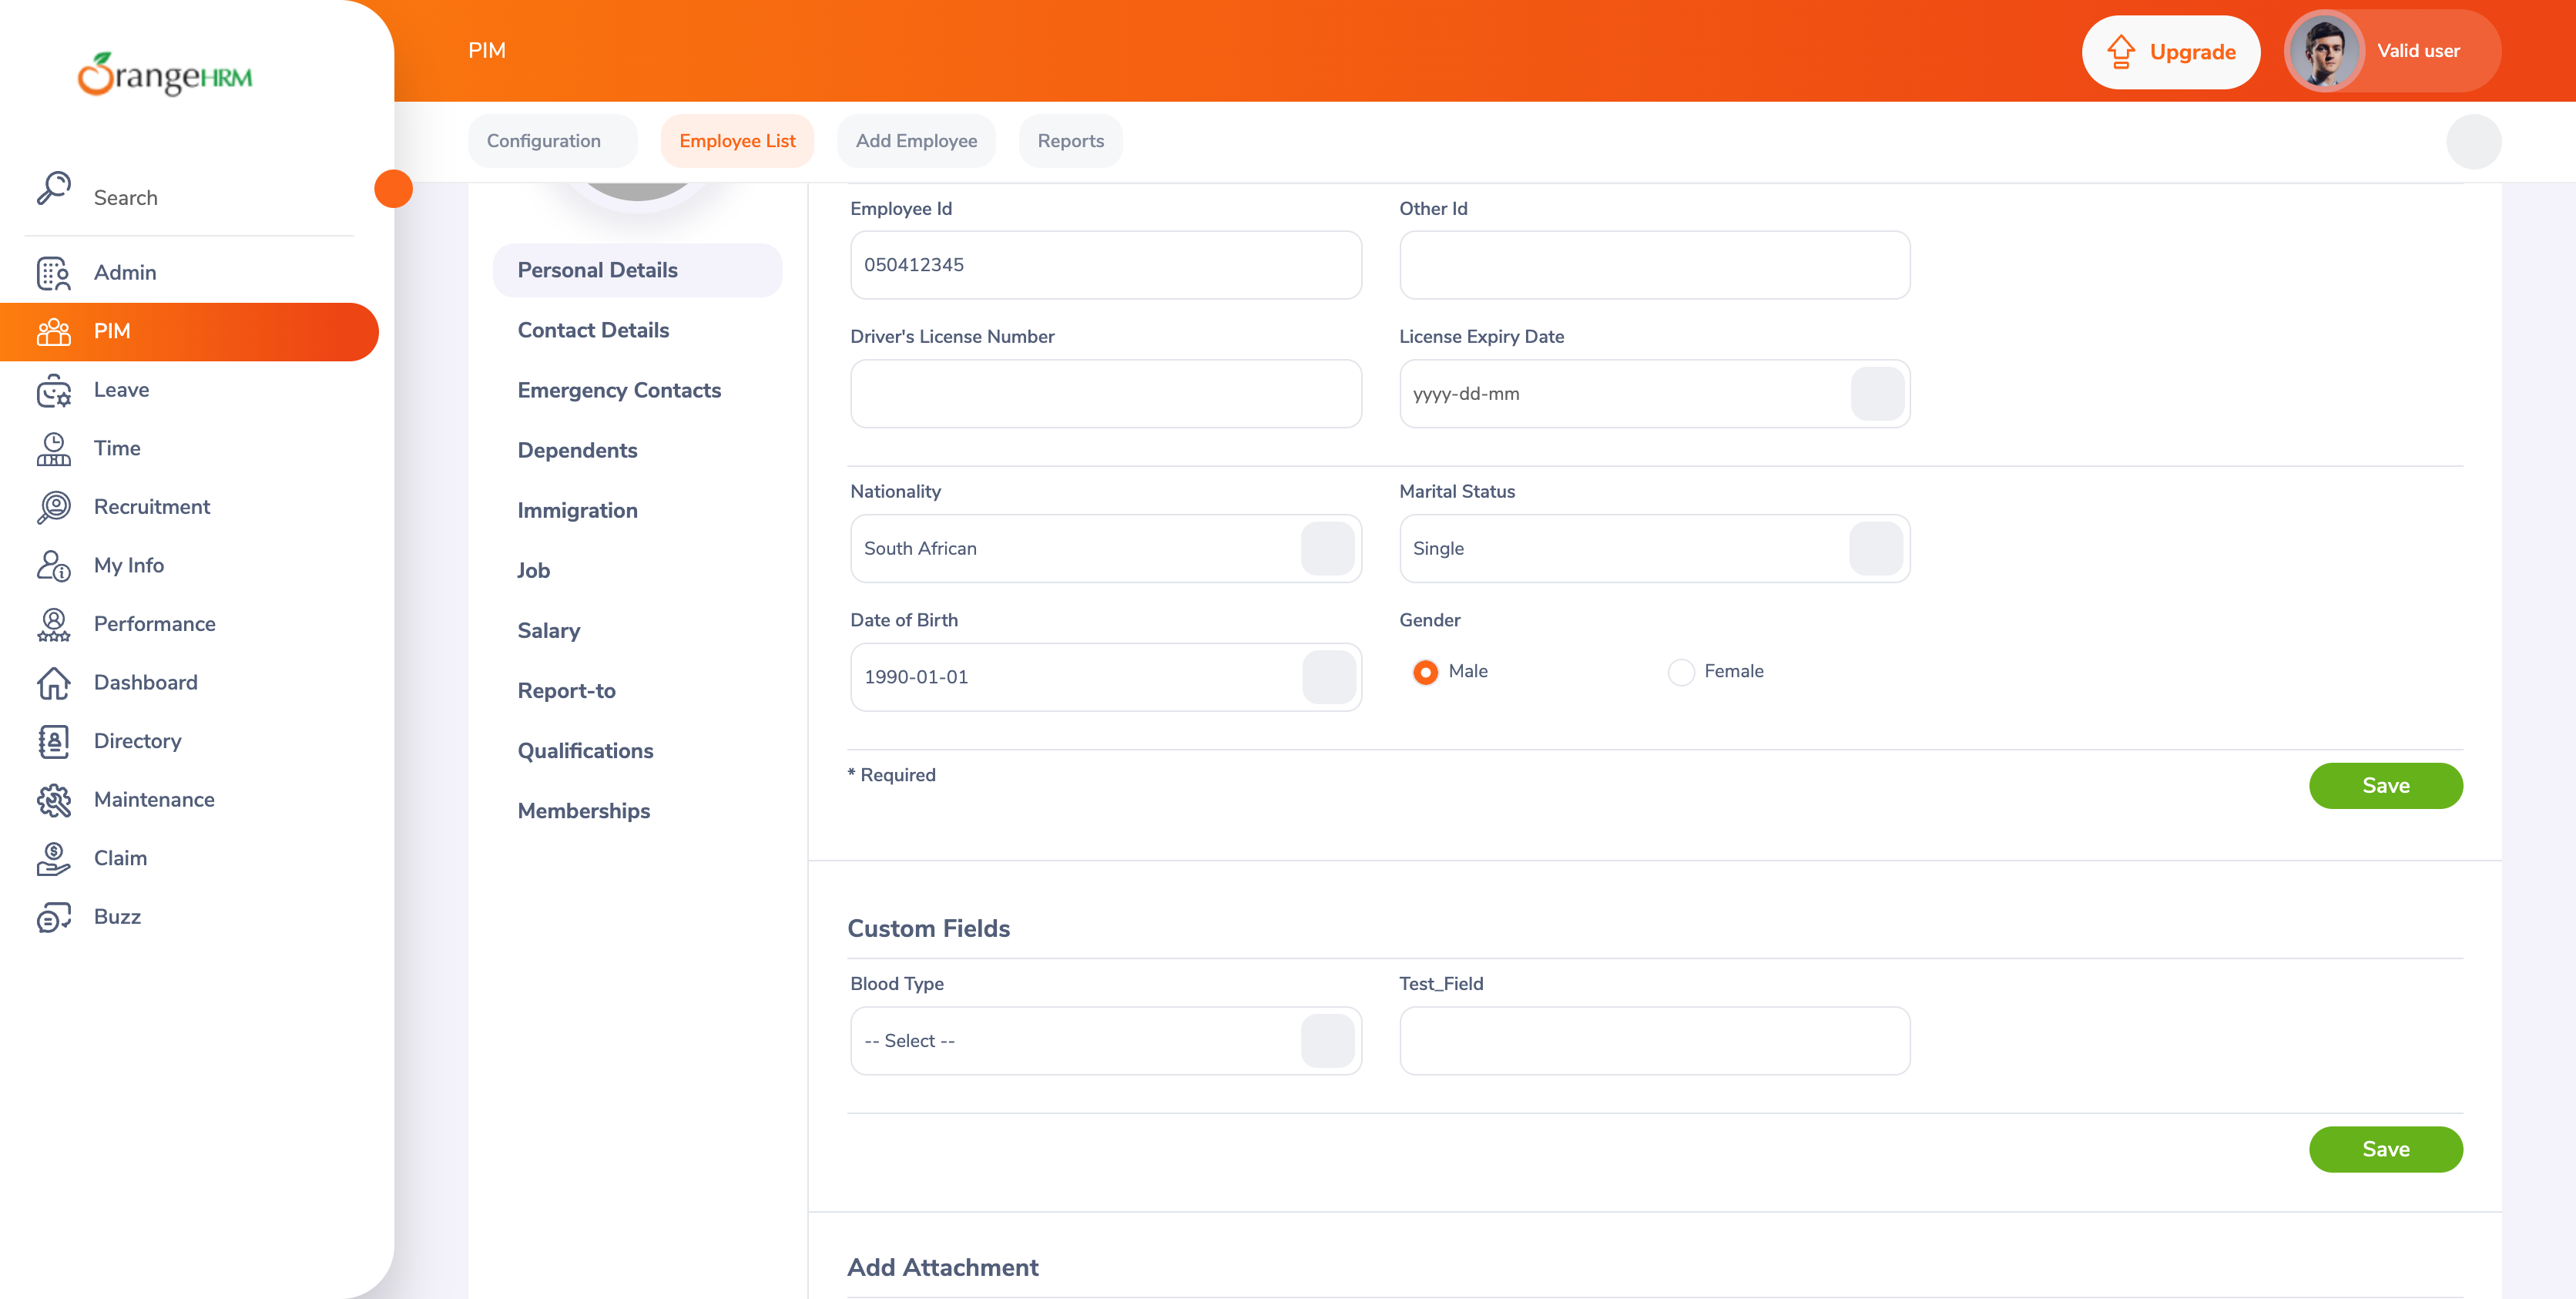 OrangeHRM
PIM
Upgrade
Valid user
Configuration
Employee List
Add Employee
Reports
Search
Admin
PIM
Leave
Time
Recruitment
My Info
Performance
Dashboard
Directory
Maintenance
Claim
Buzz
Personal Details
Contact Details
Emergency Contacts
Dependents
Immigration
Job
Salary
Report-to
Qualifications
Memberships
Employee Id
Other Id
050412345
Driver's License Number
License Expiry Date
yyyy-dd-mm
Nationality
Marital Status
South African
Single
Date of Birth
Gender
1990-01-01
Male
Female
* Required
Save
Custom Fields
Blood Type
Test_Field
-- Select --
Save
Add Attachment